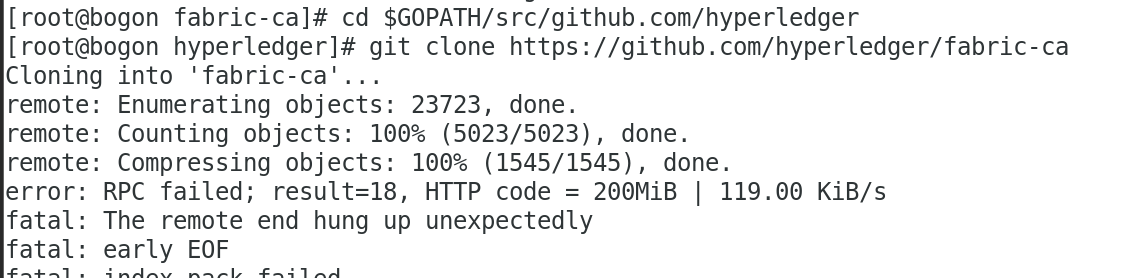 [root@bogon fabric-ca]# cd $GOPATH/src/github.com/hyperledger
[root@bogon hyperledger]# git clone https://github.com/hyperledger/fabric-ca
Cloning into 'fabric-ca'...
remote: Enumerating objects: 23723, done.
remote: Counting objects: 100% (5023/5023), done.
remote: Compressing objects: 100% (1545/1545), done.
error: RPC failed; result=18, HTTP code = 200MiB | 119.00 KiB/s
fatal: The remote end hung up unexpectedly
fatal: early EOF
fatal: index-pack failed